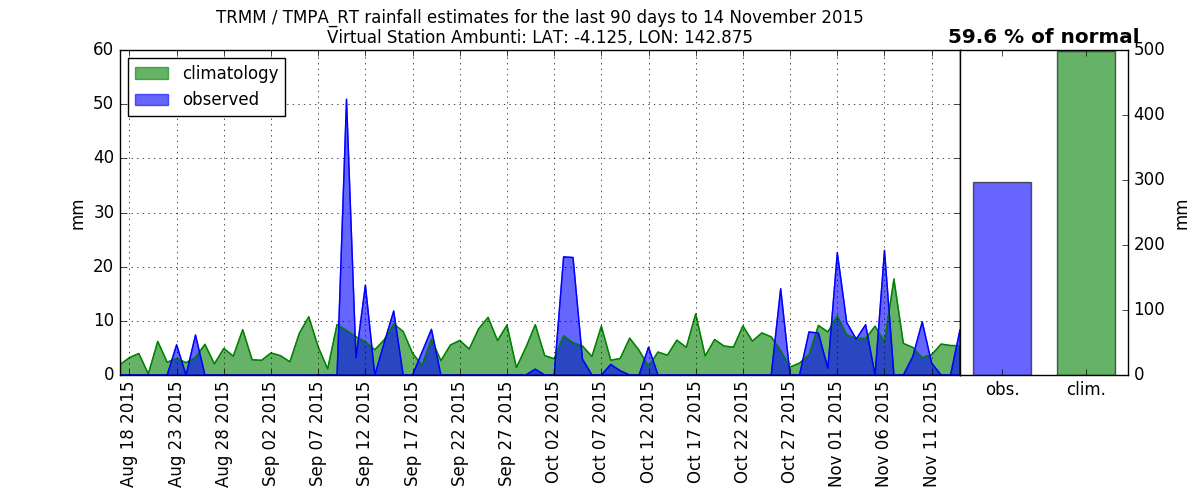 TRMM / TMPA_RT rainfall estimates for the last 90 days to 14 November 2015
Virtual Station Ambunti: LAT: -4.125, LON: 142.875
59.6 % of normal
climatology
observed
60
50
40
30
20
10
0
mm
Aug 18 2015
Aug 23 2015
Aug 28 2015
Sep 02 2015
Sep 07 2015
Sep 12 2015
Sep 17 2015
Sep 22 2015
Sep 27 2015
Oct 02 2015
Oct 07 2015
Oct 12 2015
Oct 17 2015
Oct 22 2015
Oct 27 2015
Nov 01 2015
Nov 06 2015
Nov 11 2015
obs.
clim.
500
400
300
200
100
0
mm